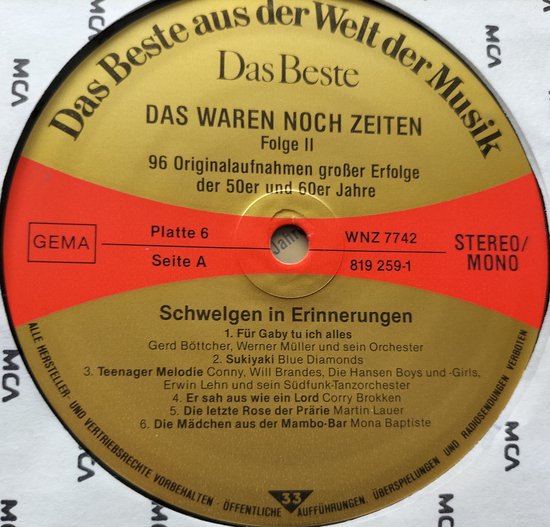 Das Beste aus der Welt der Musik
Das Beste
DAS WAREN NOCH ZEITEN
Folge II
96 Originalaufnahmen großer Erfolge
der 50er und 60er Jahre
GEMA
Platte 6
Seite A
WNZ 7742
819 259-1
STEREO/
MONO
Schwelgen in Erinnerungen
1. Für Gaby tu ich alles
Gerd Böttcher, Werner Müller und sein Orchester
2. Sukiyaki Blue Diamonds
3. Teenager Melodie Conny, Will Brandes, Die Hansen Boys und -Girls,
Erwin Lehn und sein Südfunk-Tanzorchester
4. Er sah aus wie ein Lord Corry Brokken
5. Die letzte Rose der Prärie Martin Lauer
6. Die Mädchen aus der Mambo-Bar Mona Baptiste
ALLE HERSTELLER- UND VERTRIEBSRECHTE VORBEHALTEN · ÖFFENTLICHE AUFFÜHRUNGEN, ÜBERSPIELUNGEN UND RADIOSENDUNGEN VERBOTEN
33
MCA
MCA
MCA
MCA
MCA
MCA
MCA